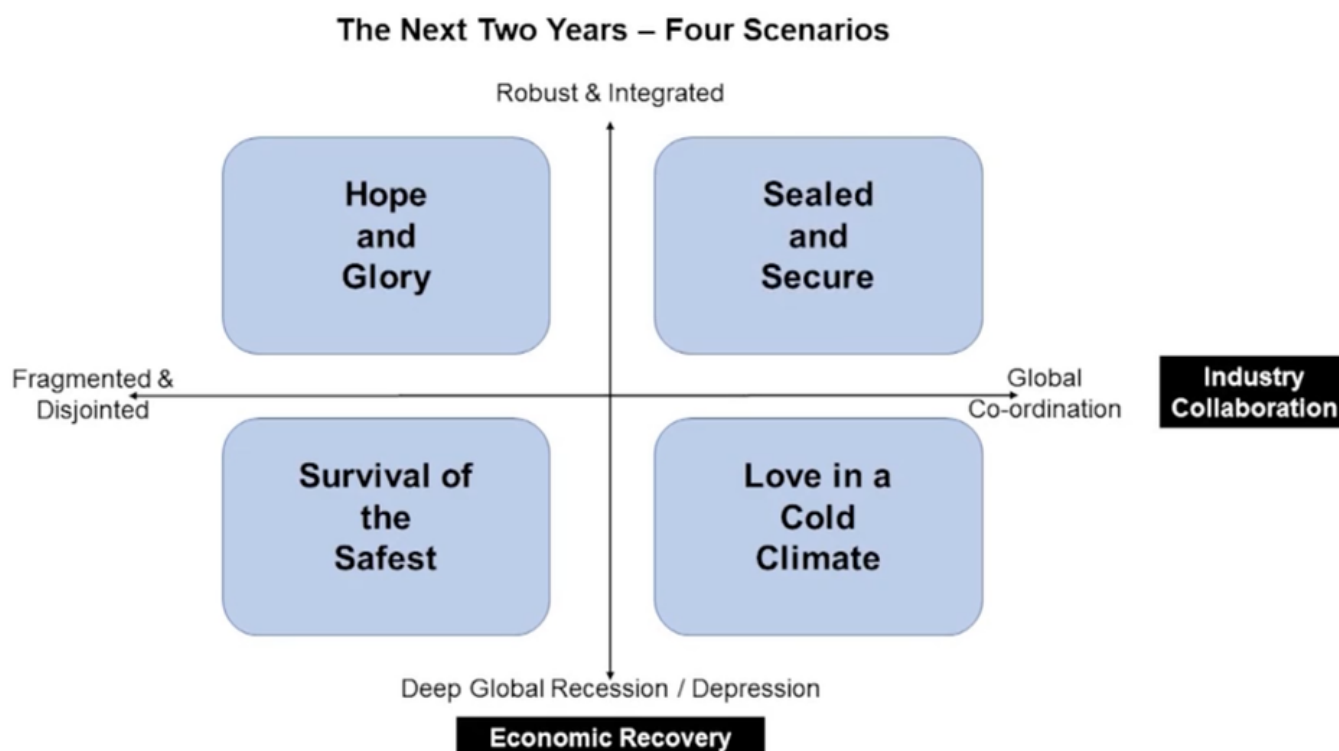 The Next Two Years – Four Scenarios
Robust & Integrated
Hope
and
Glory
Sealed
and
Secure
Fragmented &
Disjointed
Global
Co-ordination
Industry
Collaboration
Survival of
the
Safest
Love in a
Cold
Climate
Deep Global Recession / Depression
Economic Recovery